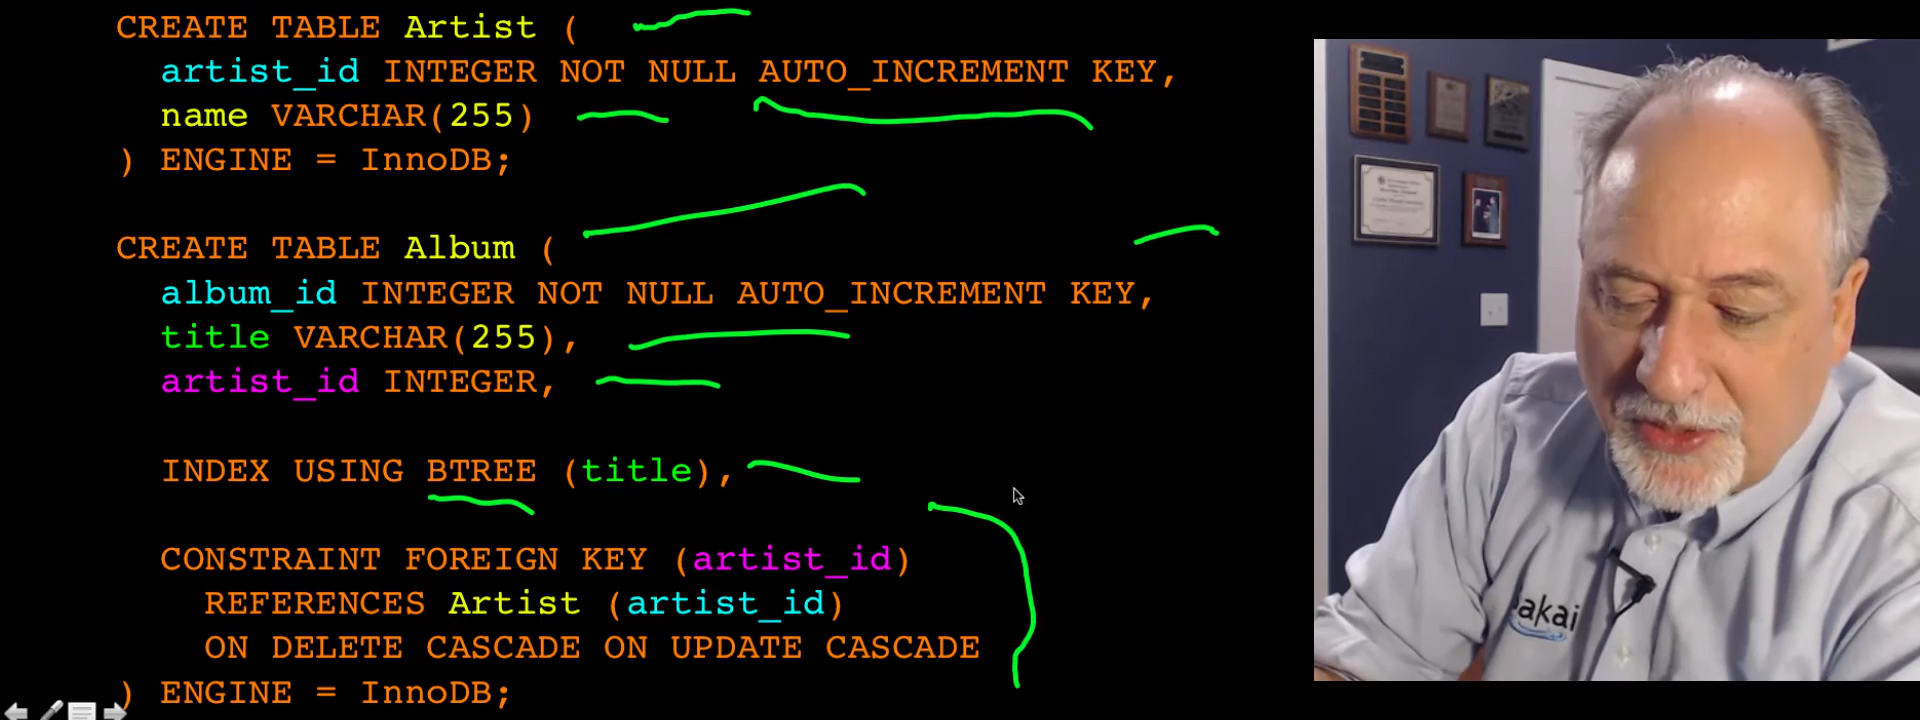 CREATE TABLE Artist (
artist_id INTEGER NOT NULL AUTO_INCREMENT KEY,
name VARCHAR(255)
) ENGINE = InnoDB;
CREATE TABLE Album (
album_id INTEGER NOT NULL AUTO_INCREMENT KEY,
title VARCHAR(255),
artist_id INTEGER,
INDEX USING BTREE (title),
CONSTRAINT FOREIGN KEY (artist_id)
REFERENCES Artist (artist_id)
ON DELETE CASCADE ON UPDATE CASCADE
) ENGINE = InnoDB;
sakai